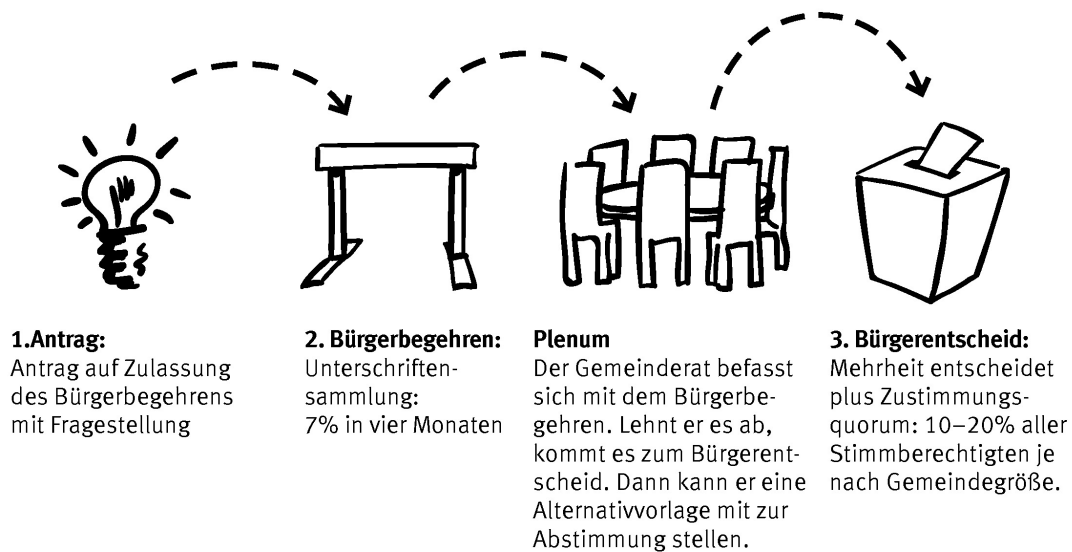 1.Antrag:
Antrag auf Zulassung
des Bürgerbegehrens
mit Fragestellung
2. Bürgerbegehren:
Unterschriften-
sammlung:
7% in vier Monaten
Plenum
Der Gemeinderat befasst
sich mit dem Bürgerbe-
gehren. Lehnt er es ab,
kommt es zum Bürgerent-
scheid. Dann kann er eine
Alternativvorlage mit zur
Abstimmung stellen.
3. Bürgerentscheid:
Mehrheit entscheidet
plus Zustimmungs-
quorum: 10–20% aller
Stimmberechtigten je
nach Gemeindegröße.